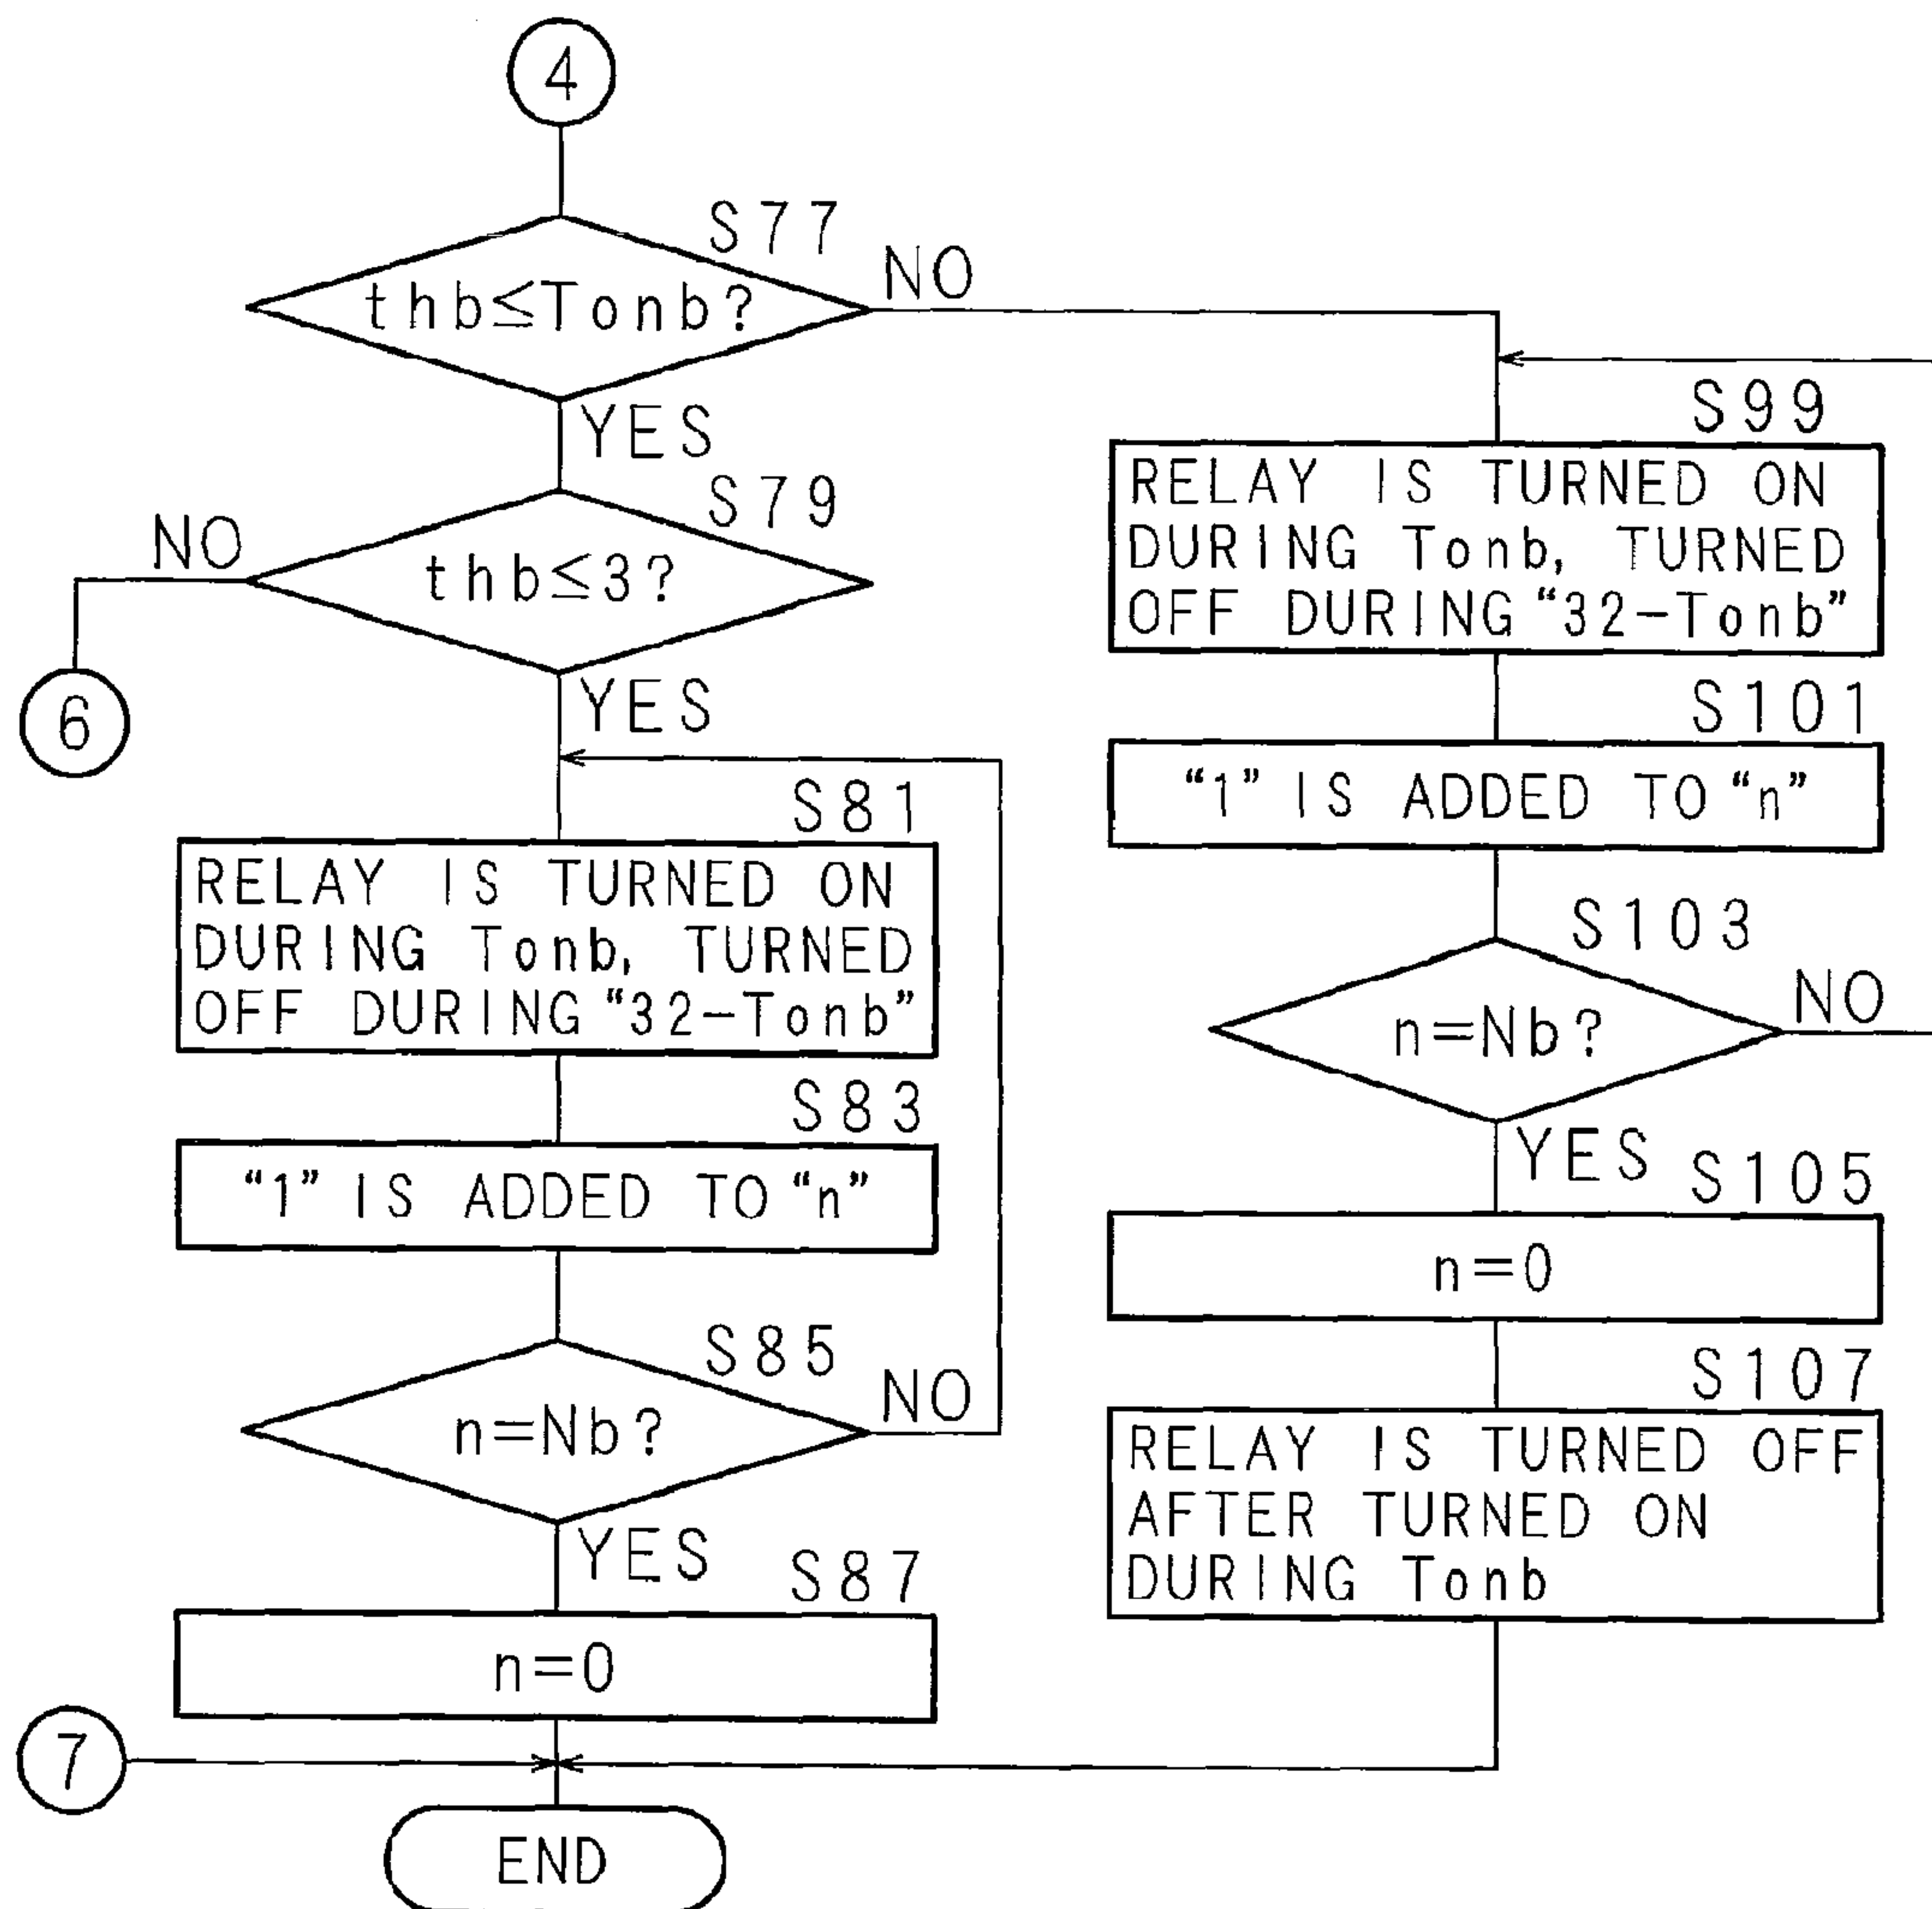 4
S77
thb≤Tonb?
NO
YES
S79
thb≤3?
NO
6
YES
S81
RELAY IS TURNED ON
DURING Tonb, TURNED
OFF DURING “32−Tonb”
S83
“1” IS ADDED TO “n”
S85
n=Nb?
NO
YES
S87
n=0
7
END
S99
RELAY IS TURNED ON
DURING Tonb, TURNED
OFF DURING “32−Tonb”
S101
“1” IS ADDED TO “n”
S103
n=Nb?
NO
YES
S105
n=0
S107
RELAY IS TURNED OFF
AFTER TURNED ON
DURING Tonb